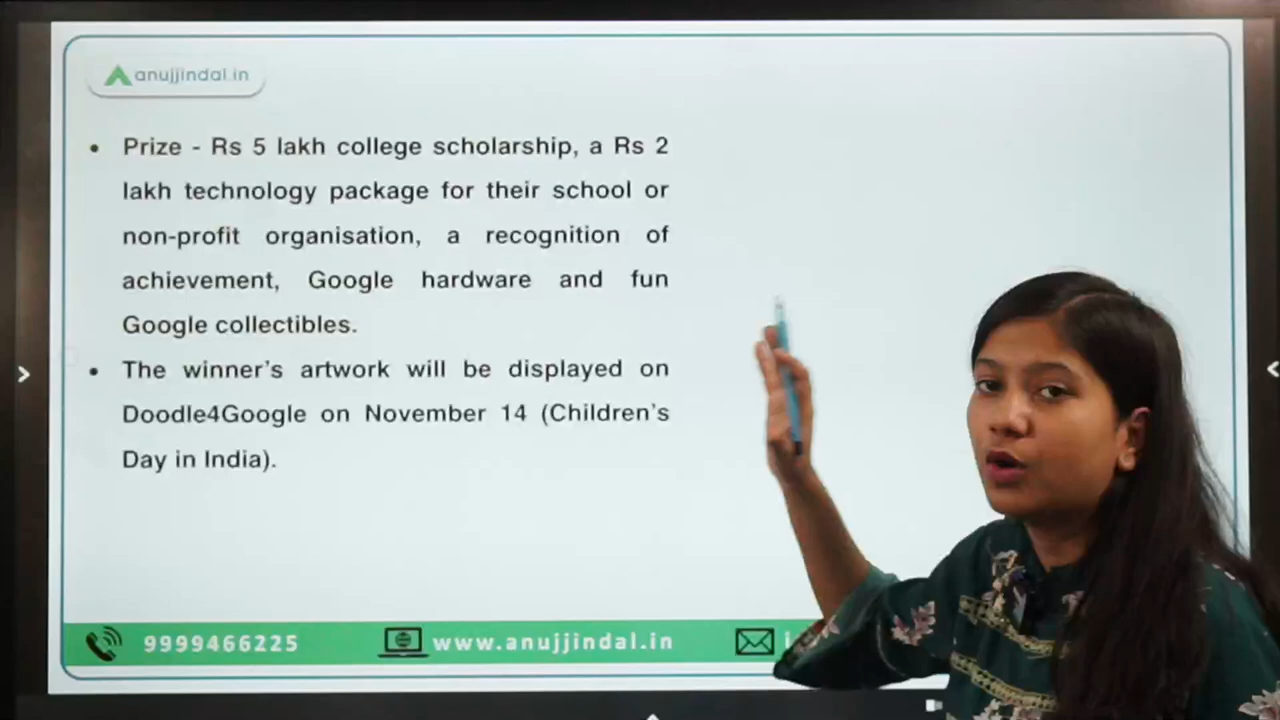 anujjindal.in
• Prize - Rs 5 lakh college scholarship, a Rs 2
lakh technology package for their school or
non-profit organisation, a recognition of
achievement, Google hardware and fun
Google collectibles.
• The winner’s artwork will be displayed on
Doodle4Google on November 14 (Children’s
Day in India).
9999466225
www.anujjindal.in